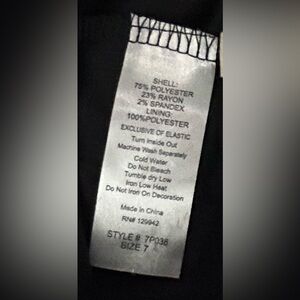 SHELL:
75% POLYESTER
23% RAYON
2% SPANDEX
LINING:
100%POLYESTER
EXCLUSIVE OF ELASTIC
Turn Inside Out
Machine Wash Separately
Cold Water
Do Not Bleach
Tumble dry Low
Iron Low Heat
Do Not Iron On Decoration
Made in China
RN# 129942
STYLE # 7P036
SIZE 7